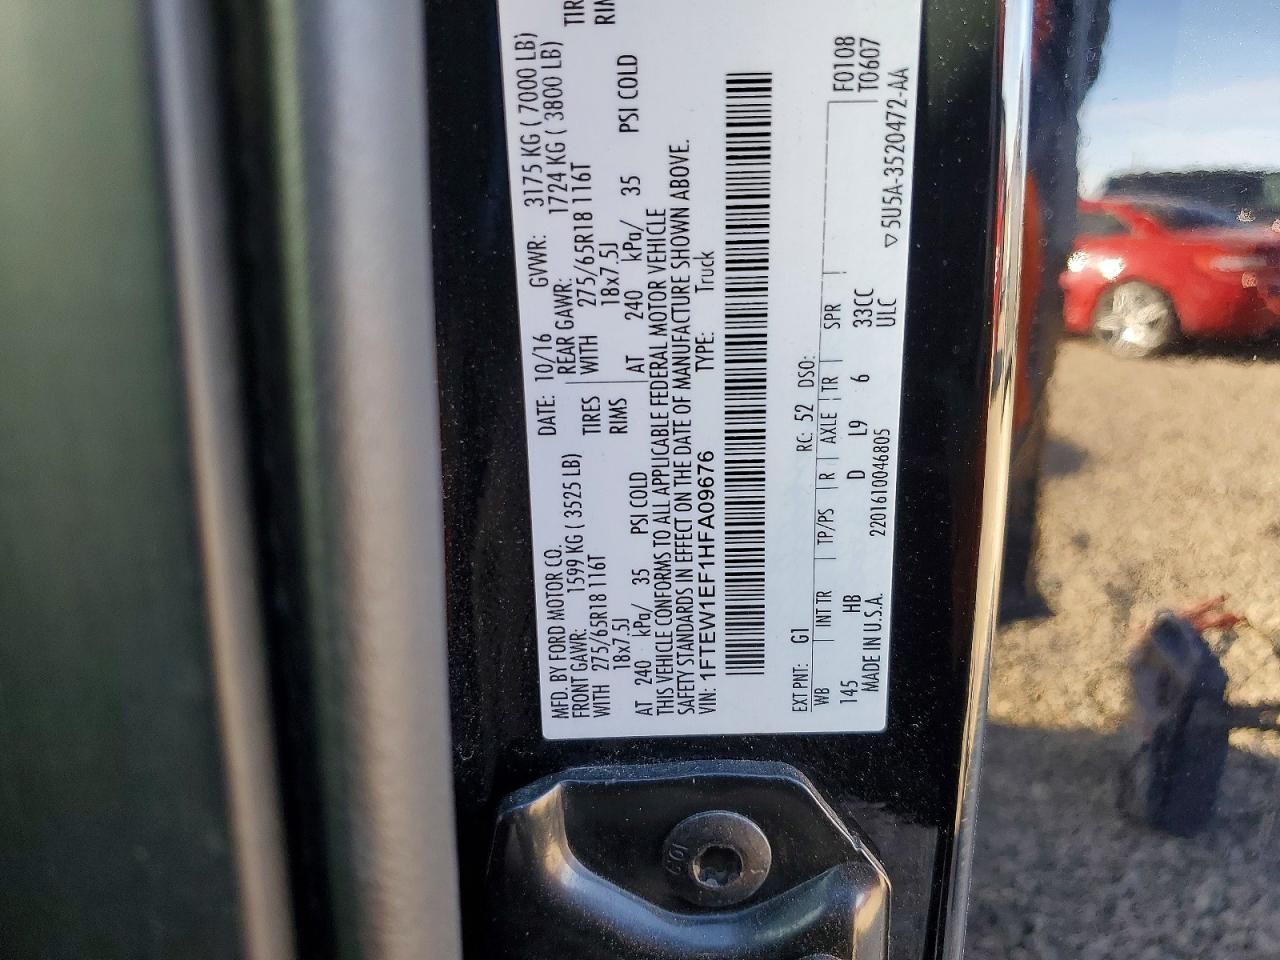 MFD. BY FORD MOTOR CO. DATE: 10/16 GVWR: 3175 KG ( 7000 LB)
FRONT GAWR: 1599 KG ( 3525 LB) REAR GAWR: 1724 KG ( 3800 LB)
WITH 275/65R18 116T TIRES WITH 275/65R18 116T TIR
18x7.5J RIMS 18x7.5J RIM
AT 240 kPa/ 35 PSI COLD AT 240 kPa/ 35 PSI COLD
THIS VEHICLE CONFORMS TO ALL APPLICABLE FEDERAL MOTOR VEHICLE
SAFETY STANDARDS IN EFFECT ON THE DATE OF MANUFACTURE SHOWN ABOVE.
VIN: 1FTEW1EF1HFA09676 TYPE: Truck
EXT PNT: G1 RC: 52 DSO: F0108
WB INT TR TP/PS R AXLE TR SPR T0607
145 HB D L9 6 33CC
MADE IN U.S.A. 220161046805 ULC ▽5U5A-3520472-AA